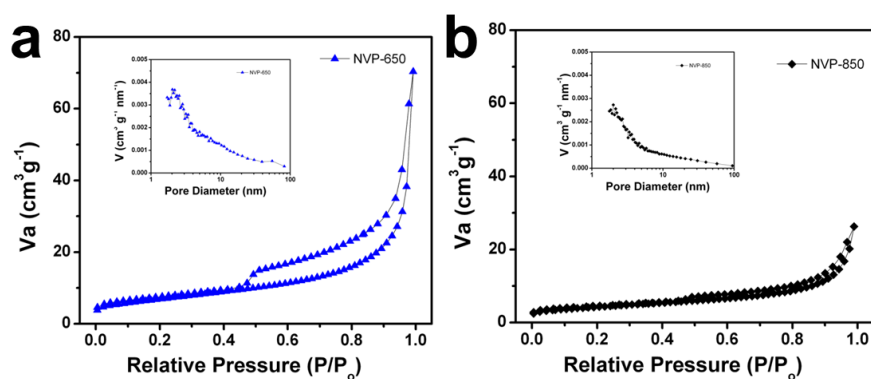 a
NVP-650
Va (cm³g⁻¹)
80
60
40
20
0
0.0 0.2 0.4 0.6 0.8 1.0
Relative Pressure (P/Pₒ)
NVP-650
V (cm³ g⁻¹ nm⁻¹)
0.005
0.004
0.003
0.002
0.001
0.000
1 10 100
Pore Diameter (nm)
b
NVP-850
Va (cm³g⁻¹)
80
60
40
20
0
0.0 0.2 0.4 0.6 0.8 1.0
Relative Pressure (P/Pₒ)
NVP-850
V (cm³ g⁻¹ nm⁻¹)
0.005
0.004
0.003
0.002
0.001
0.000
1 10 100
Pore Diameter (nm)